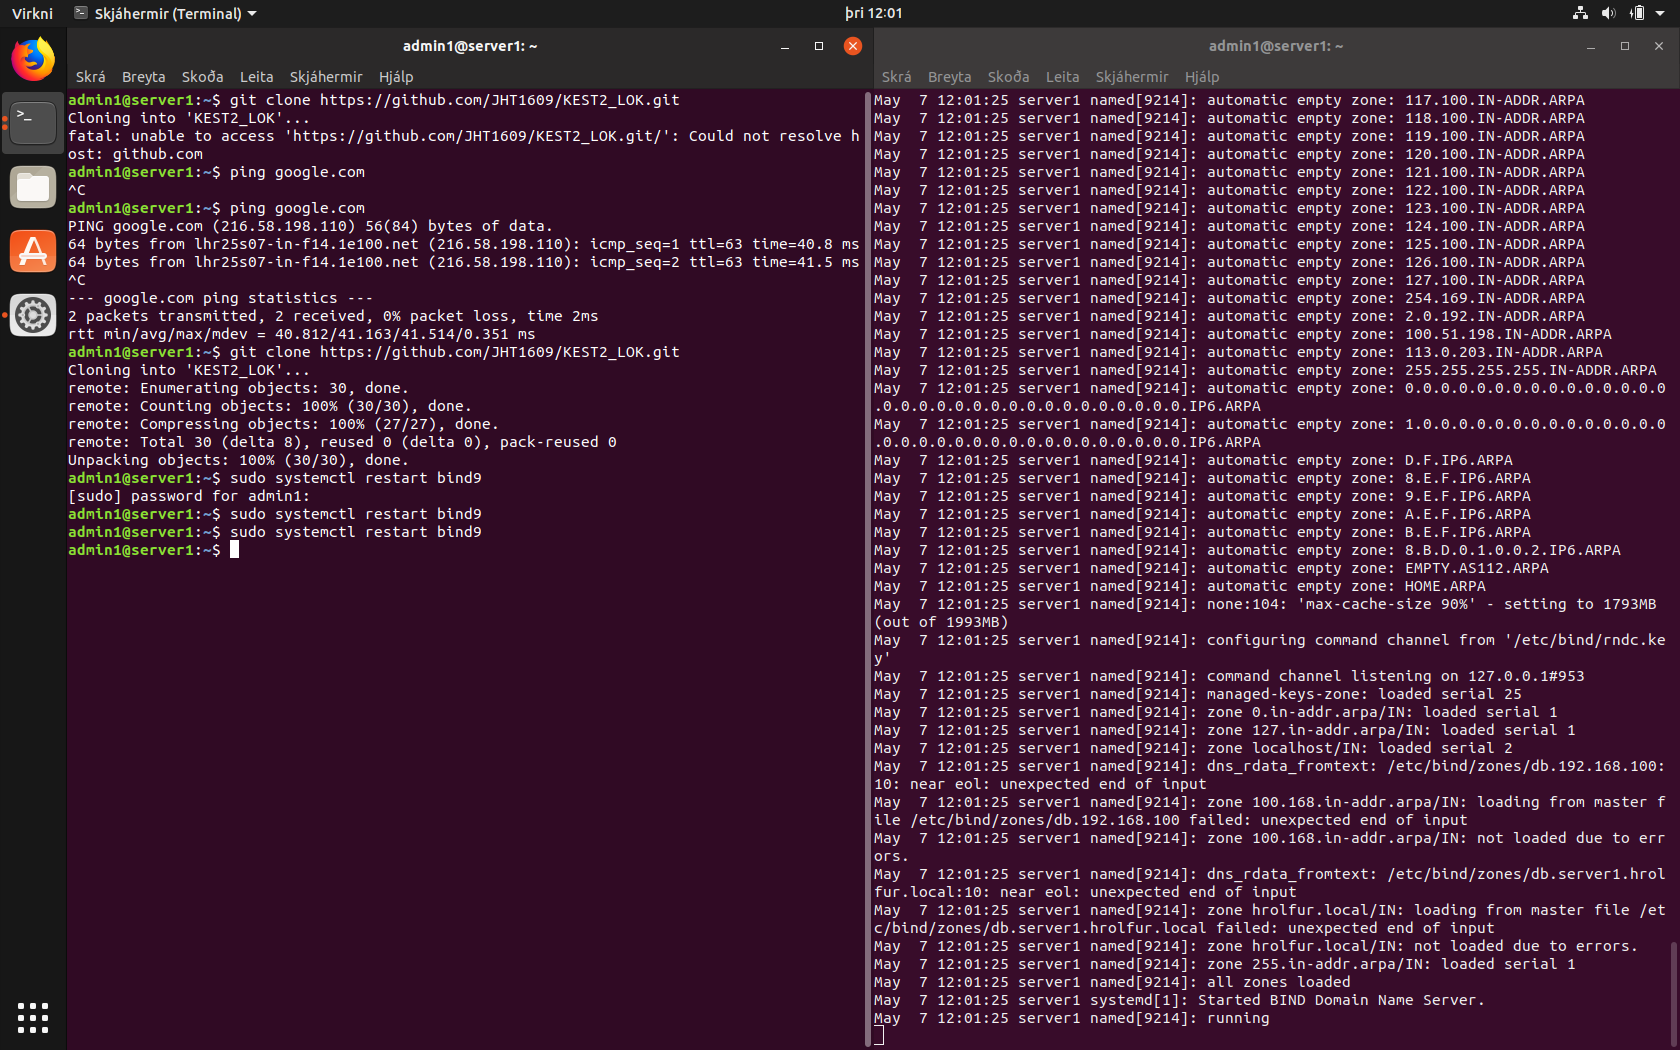 Virkni
Skjáhermir (Terminal)
þri 12:01
admin1@server1: ~
Skrá Breyta Skoða Leita Skjáhermir Hjálp
admin1@server1:~$ git clone https://github.com/JHT1609/KEST2_LOK.git
Cloning into 'KEST2_LOK'...
fatal: unable to access 'https://github.com/JHT1609/KEST2_LOK.git/': Could not resolve h
ost: github.com
admin1@server1:~$ ping google.com
^C
admin1@server1:~$ ping google.com
PING google.com (216.58.198.110) 56(84) bytes of data.
64 bytes from lhr25s07-in-f14.1e100.net (216.58.198.110): icmp_seq=1 ttl=63 time=40.8 ms
64 bytes from lhr25s07-in-f14.1e100.net (216.58.198.110): icmp_seq=2 ttl=63 time=41.5 ms
^C
--- google.com ping statistics ---
2 packets transmitted, 2 received, 0% packet loss, time 2ms
rtt min/avg/max/mdev = 40.812/41.163/41.514/0.351 ms
admin1@server1:~$ git clone https://github.com/JHT1609/KEST2_LOK.git
Cloning into 'KEST2_LOK'...
remote: Enumerating objects: 30, done.
remote: Counting objects: 100% (30/30), done.
remote: Compressing objects: 100% (27/27), done.
remote: Total 30 (delta 8), reused 0 (delta 0), pack-reused 0
Unpacking objects: 100% (30/30), done.
admin1@server1:~$ sudo systemctl restart bind9
[sudo] password for admin1:
admin1@server1:~$ sudo systemctl restart bind9
admin1@server1:~$ sudo systemctl restart bind9
admin1@server1:~$
admin1@server1: ~
Skrá Breyta Skoða Leita Skjáhermir Hjálp
May  7 12:01:25 server1 named[9214]: automatic empty zone: 117.100.IN-ADDR.ARPA
May  7 12:01:25 server1 named[9214]: automatic empty zone: 118.100.IN-ADDR.ARPA
May  7 12:01:25 server1 named[9214]: automatic empty zone: 119.100.IN-ADDR.ARPA
May  7 12:01:25 server1 named[9214]: automatic empty zone: 120.100.IN-ADDR.ARPA
May  7 12:01:25 server1 named[9214]: automatic empty zone: 121.100.IN-ADDR.ARPA
May  7 12:01:25 server1 named[9214]: automatic empty zone: 122.100.IN-ADDR.ARPA
May  7 12:01:25 server1 named[9214]: automatic empty zone: 123.100.IN-ADDR.ARPA
May  7 12:01:25 server1 named[9214]: automatic empty zone: 124.100.IN-ADDR.ARPA
May  7 12:01:25 server1 named[9214]: automatic empty zone: 125.100.IN-ADDR.ARPA
May  7 12:01:25 server1 named[9214]: automatic empty zone: 126.100.IN-ADDR.ARPA
May  7 12:01:25 server1 named[9214]: automatic empty zone: 127.100.IN-ADDR.ARPA
May  7 12:01:25 server1 named[9214]: automatic empty zone: 254.169.IN-ADDR.ARPA
May  7 12:01:25 server1 named[9214]: automatic empty zone: 2.0.192.IN-ADDR.ARPA
May  7 12:01:25 server1 named[9214]: automatic empty zone: 100.51.198.IN-ADDR.ARPA
May  7 12:01:25 server1 named[9214]: automatic empty zone: 113.0.203.IN-ADDR.ARPA
May  7 12:01:25 server1 named[9214]: automatic empty zone: 255.255.255.255.IN-ADDR.ARPA
May  7 12:01:25 server1 named[9214]: automatic empty zone: 0.0.0.0.0.0.0.0.0.0.0.0.0.0.0
.0.0.0.0.0.0.0.0.0.0.0.0.0.0.0.0.0.IP6.ARPA
May  7 12:01:25 server1 named[9214]: automatic empty zone: 1.0.0.0.0.0.0.0.0.0.0.0.0.0.0
.0.0.0.0.0.0.0.0.0.0.0.0.0.0.0.0.0.IP6.ARPA
May  7 12:01:25 server1 named[9214]: automatic empty zone: D.F.IP6.ARPA
May  7 12:01:25 server1 named[9214]: automatic empty zone: 8.E.F.IP6.ARPA
May  7 12:01:25 server1 named[9214]: automatic empty zone: 9.E.F.IP6.ARPA
May  7 12:01:25 server1 named[9214]: automatic empty zone: A.E.F.IP6.ARPA
May  7 12:01:25 server1 named[9214]: automatic empty zone: B.E.F.IP6.ARPA
May  7 12:01:25 server1 named[9214]: automatic empty zone: 8.B.D.0.1.0.0.2.IP6.ARPA
May  7 12:01:25 server1 named[9214]: automatic empty zone: EMPTY.AS112.ARPA
May  7 12:01:25 server1 named[9214]: automatic empty zone: HOME.ARPA
May  7 12:01:25 server1 named[9214]: none:104: 'max-cache-size 90%' - setting to 1793MB
(out of 1993MB)
May  7 12:01:25 server1 named[9214]: configuring command channel from '/etc/bind/rndc.ke
y'
May  7 12:01:25 server1 named[9214]: command channel listening on 127.0.0.1#953
May  7 12:01:25 server1 named[9214]: managed-keys-zone: loaded serial 25
May  7 12:01:25 server1 named[9214]: zone 0.in-addr.arpa/IN: loaded serial 1
May  7 12:01:25 server1 named[9214]: zone 127.in-addr.arpa/IN: loaded serial 1
May  7 12:01:25 server1 named[9214]: zone localhost/IN: loaded serial 2
May  7 12:01:25 server1 named[9214]: dns_rdata_fromtext: /etc/bind/zones/db.192.168.100:
10: near eol: unexpected end of input
May  7 12:01:25 server1 named[9214]: zone 100.168.in-addr.arpa/IN: loading from master f
ile /etc/bind/zones/db.192.168.100 failed: unexpected end of input
May  7 12:01:25 server1 named[9214]: zone 100.168.in-addr.arpa/IN: not loaded due to err
ors.
May  7 12:01:25 server1 named[9214]: dns_rdata_fromtext: /etc/bind/zones/db.server1.hrol
fur.local:10: near eol: unexpected end of input
May  7 12:01:25 server1 named[9214]: zone hrolfur.local/IN: loading from master file /et
c/bind/zones/db.server1.hrolfur.local failed: unexpected end of input
May  7 12:01:25 server1 named[9214]: zone hrolfur.local/IN: not loaded due to errors.
May  7 12:01:25 server1 named[9214]: zone 255.in-addr.arpa/IN: loaded serial 1
May  7 12:01:25 server1 named[9214]: all zones loaded
May  7 12:01:25 server1 systemd[1]: Started BIND Domain Name Server.
May  7 12:01:25 server1 named[9214]: running